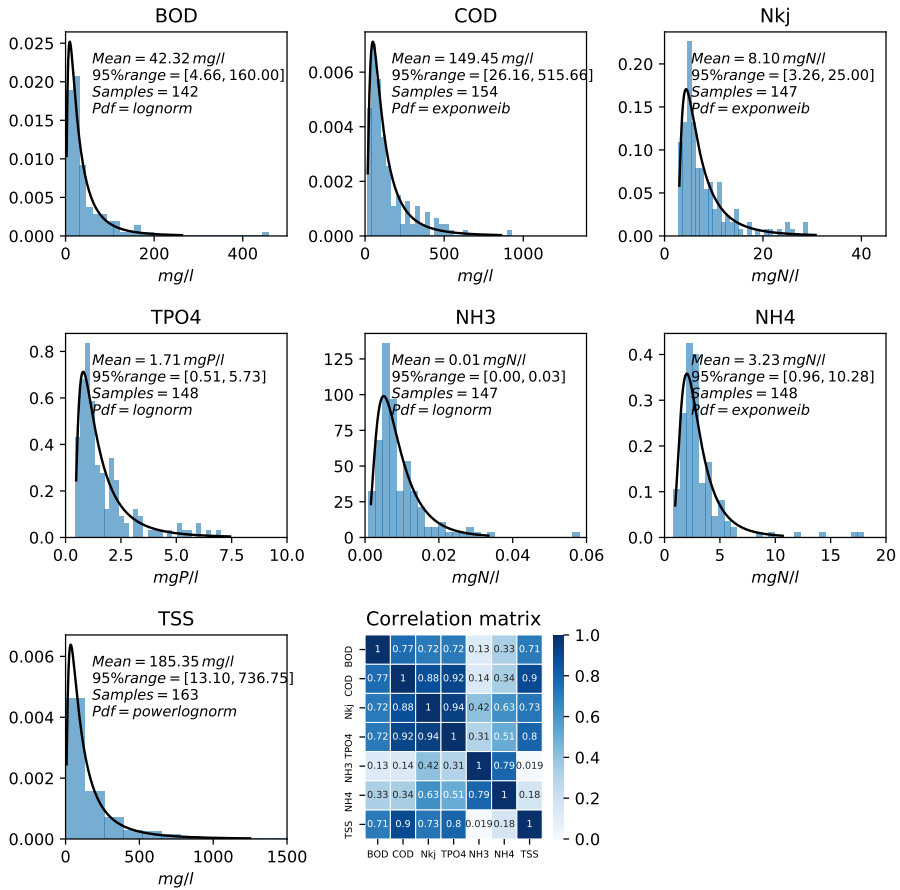 BOD
COD
Nkj
0.025
0.020
0.015
0.010
0.005
0.000
Mean = 42.32 mg/l
95%range = [4.66, 160.00]
Samples = 142
Pdf = lognorm
0
200
400
mg/l
0.006
0.004
0.002
0.000
Mean = 149.45 mg/l
95%range = [26.16, 515.66]
Samples = 154
Pdf = exponweib
0
500
1000
mg/l
0.20
0.15
0.10
0.05
0.00
Mean = 8.10 mgN/l
95%range = [3.26, 25.00]
Samples = 147
Pdf = exponweib
0
20
40
mgN/l
TPO4
NH3
NH4
0.8
0.6
0.4
0.2
0.0
Mean = 1.71 mgP/l
95%range = [0.51, 5.73]
Samples = 148
Pdf = lognorm
0.0
2.5
5.0
7.5
10.0
mgP/l
125
100
75
50
25
0
Mean = 0.01 mgN/l
95%range = [0.00, 0.03]
Samples = 147
Pdf = lognorm
0.00
0.02
0.04
0.06
mgN/l
0.4
0.3
0.2
0.1
0.0
Mean = 3.23 mgN/l
95%range = [0.96, 10.28]
Samples = 148
Pdf = exponweib
0
5
10
15
20
mgN/l
TSS
Correlation matrix
0.006
0.004
0.002
0.000
Mean = 185.35 mg/l
95%range = [13.10, 736.75]
Samples = 163
Pdf = powerlognorm
0
500
1000
1500
mg/l
BOD 1 0.77 0.72 0.72 0.13 0.33 0.71
COD 0.77 1 0.88 0.92 0.14 0.34 0.9
Nkj 0.72 0.88 1 0.94 0.42 0.63 0.73
TPO4 0.72 0.92 0.94 1 0.31 0.51 0.8
NH3 0.13 0.14 0.42 0.31 1 0.79 0.019
NH4 0.33 0.34 0.63 0.51 0.79 1 0.18
TSS 0.71 0.9 0.73 0.8 0.019 0.18 1
BOD COD Nkj TPO4 NH3 NH4 TSS
1.0
0.8
0.6
0.4
0.2
0.0